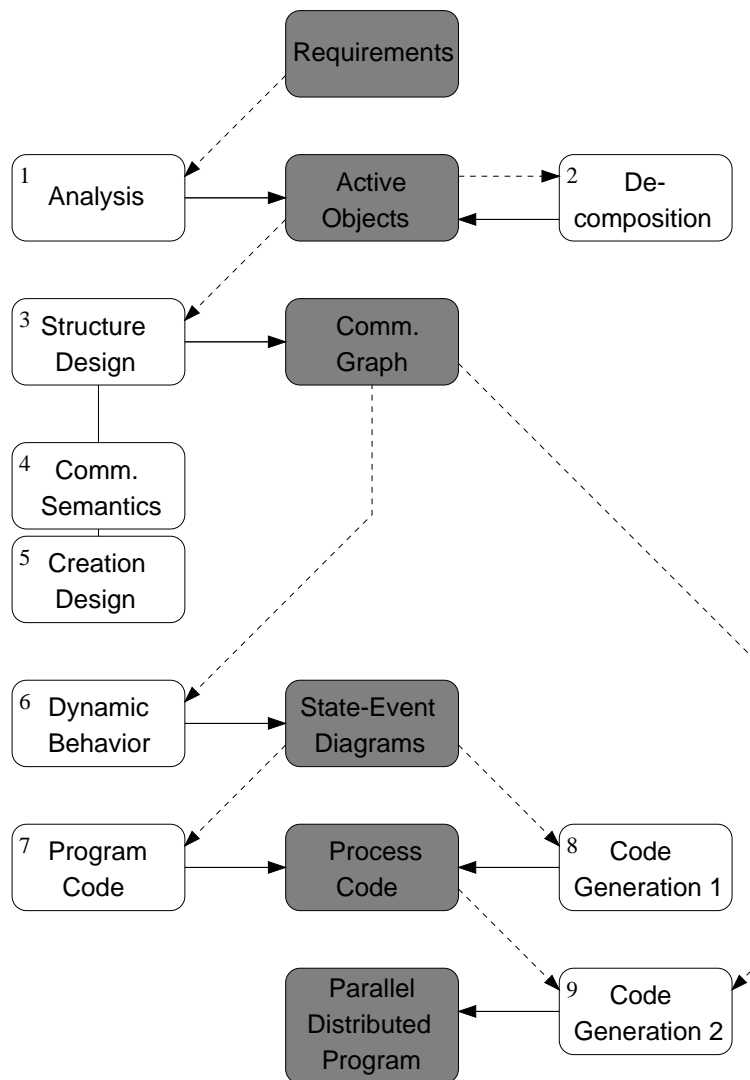 Requirements
1
Analysis
Active
Objects
2
De-
composition
3
Structure
Design
Comm.
Graph
4
Comm.
Semantics
5
Creation
Design
6
Dynamic
Behavior
State-Event
Diagrams
7
Program
Code
Process
Code
8
Code
Generation 1
Parallel
Distributed
Program
9
Code
Generation 2